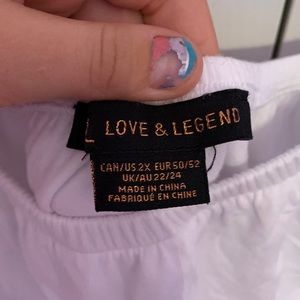 L LOVE & LEGEND
CAN/US 2X EUR 50/52
UK/AU 22/24
MADE IN CHINA
FABRIQUÉ EN CHINE